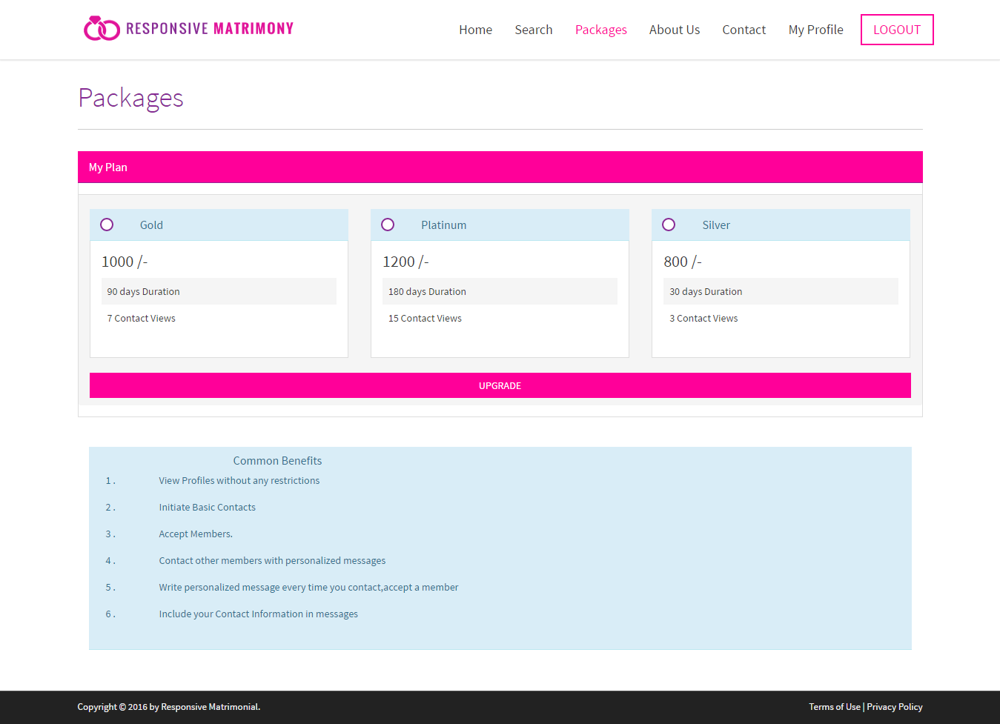 RESPONSIVE MATRIMONY
Home Search Packages About Us Contact My Profile LOGOUT
Packages
My Plan
Gold
1000 /-
90 days Duration
7 Contact Views
Platinum
1200 /-
180 days Duration
15 Contact Views
Silver
800 /-
30 days Duration
3 Contact Views
UPGRADE
Common Benefits
1 . View Profiles without any restrictions
2 . Initiate Basic Contacts
3 . Accept Members.
4 . Contact other members with personalized messages
5 . Write personalized message every time you contact,accept a member
6 . Include your Contact Information in messages
Copyright © 2016 by Responsive Matrimonial. Terms of Use | Privacy Policy